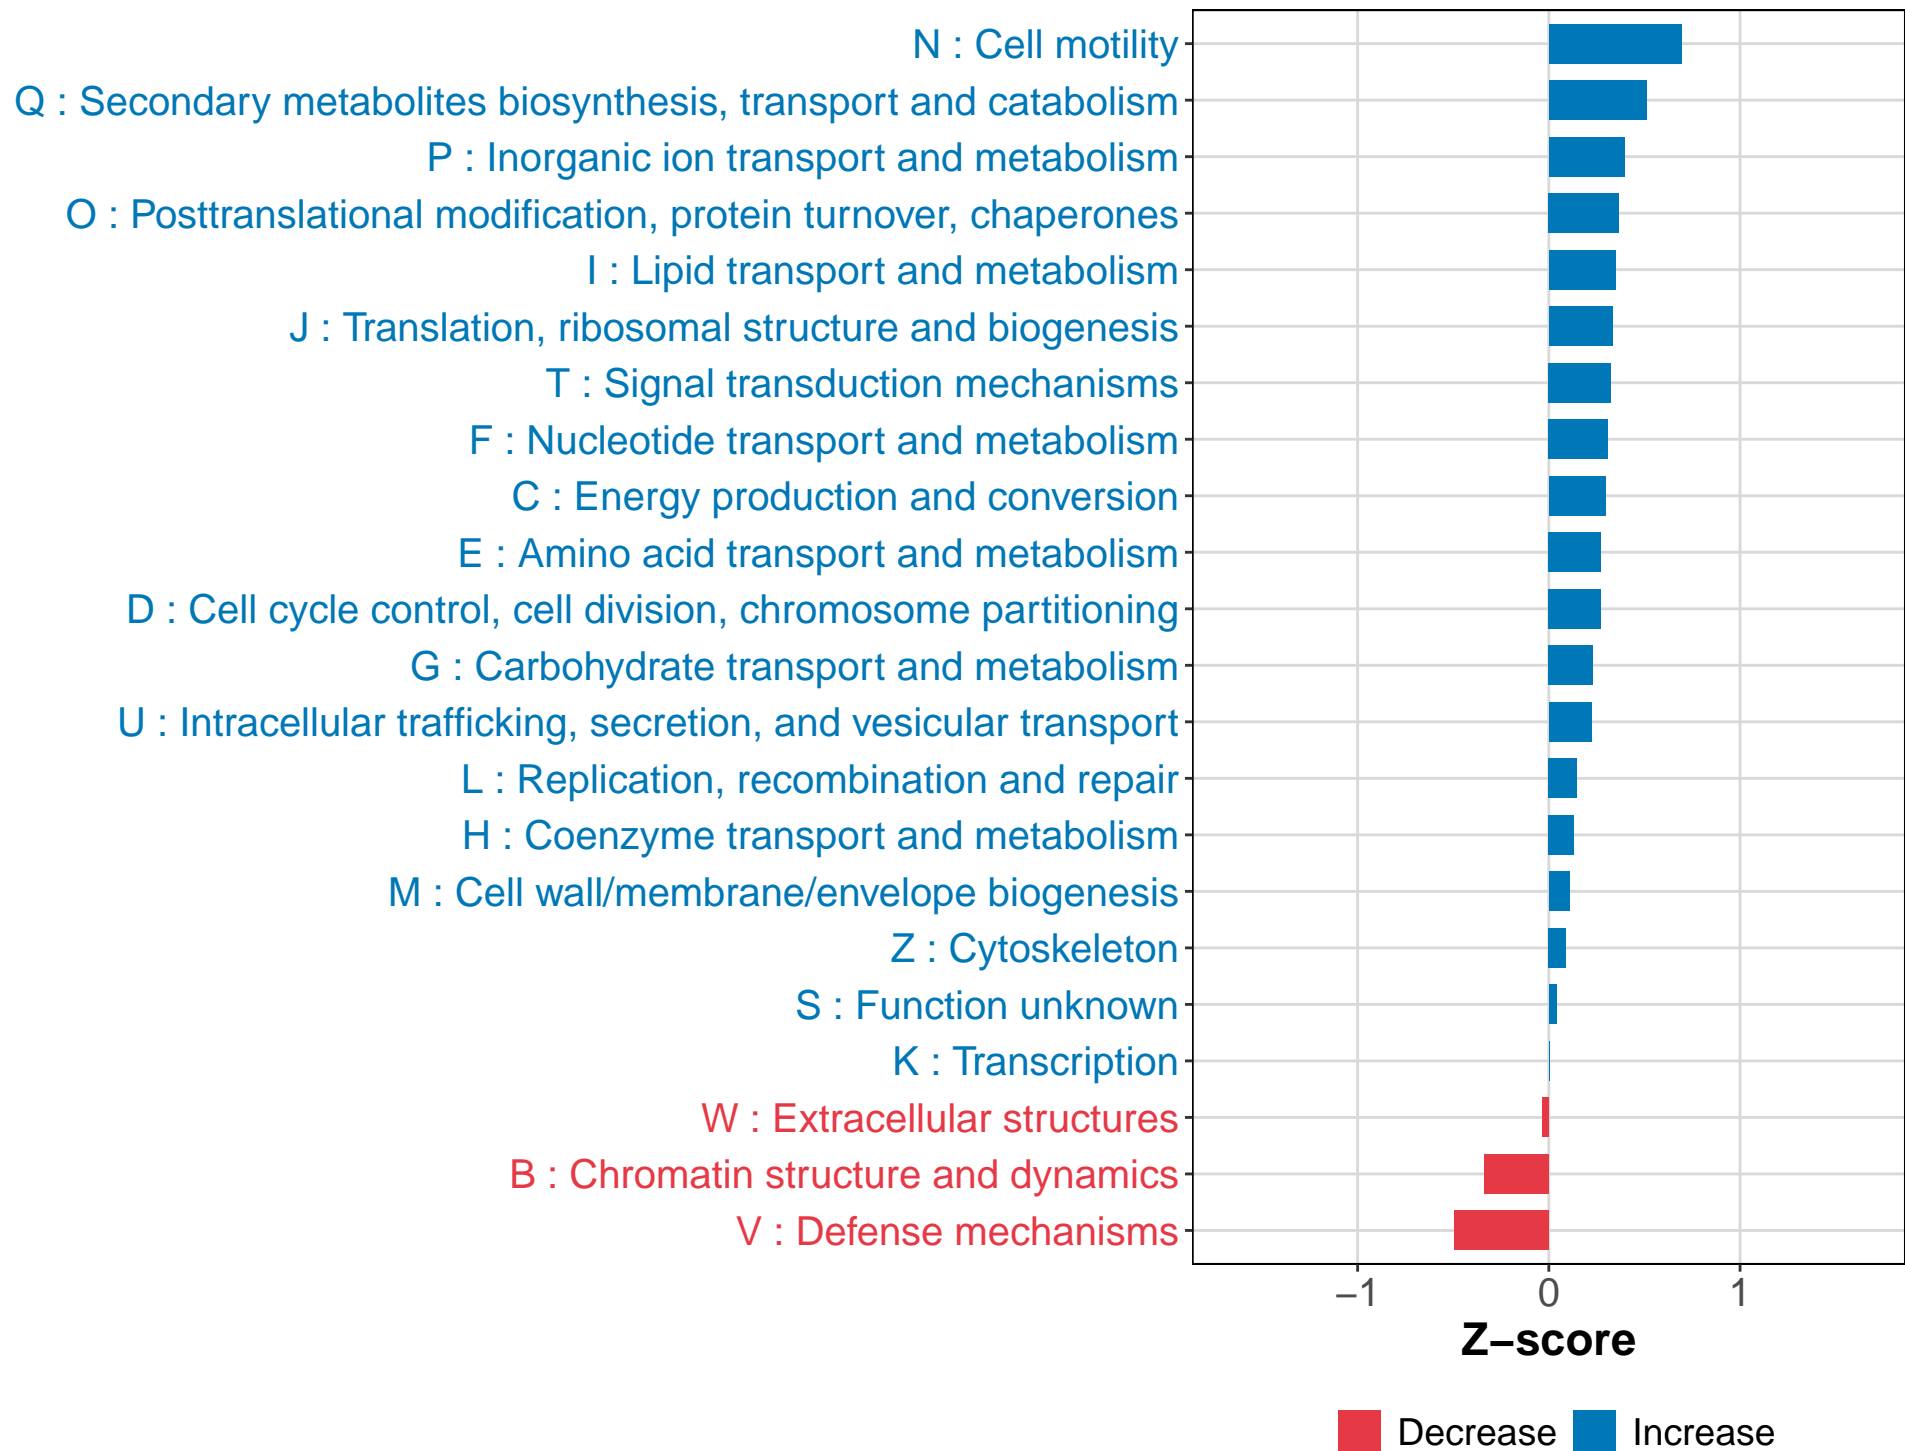 N : Cell motility
Q : Secondary metabolites biosynthesis, transport and catabolism
P : Inorganic ion transport and metabolism
O : Posttranslational modification, protein turnover, chaperones
I : Lipid transport and metabolism
J : Translation, ribosomal structure and biogenesis
T : Signal transduction mechanisms
F : Nucleotide transport and metabolism
C : Energy production and conversion
E : Amino acid transport and metabolism
D : Cell cycle control, cell division, chromosome partitioning
G : Carbohydrate transport and metabolism
U : Intracellular trafficking, secretion, and vesicular transport
L : Replication, recombination and repair
H : Coenzyme transport and metabolism
M : Cell wall/membrane/envelope biogenesis
Z : Cytoskeleton
S : Function unknown
K : Transcription
W : Extracellular structures
B : Chromatin structure and dynamics
V : Defense mechanisms
−1 0 1
Z−score
Decrease Increase